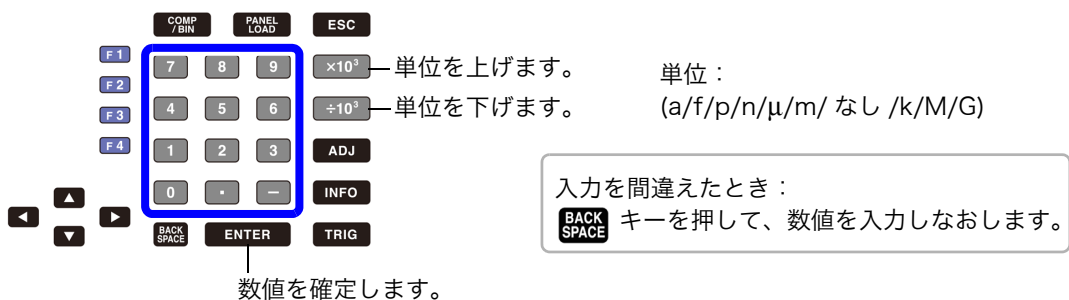 COMP /BIN PANEL LOAD ESC
F1 7 8 9 ×10³ 単位を上げます。
F2
F3 4 5 6 ÷10³ 単位を下げます。
F4 1 2 3 ADJ
0 · − INFO
BACK SPACE ENTER TRIG
数値を確定します。
単位：
(a/f/p/n/μ/m/ なし /k/M/G)
入力を間違えたとき：
BACK SPACE キーを押して、数値を入力しなおします。